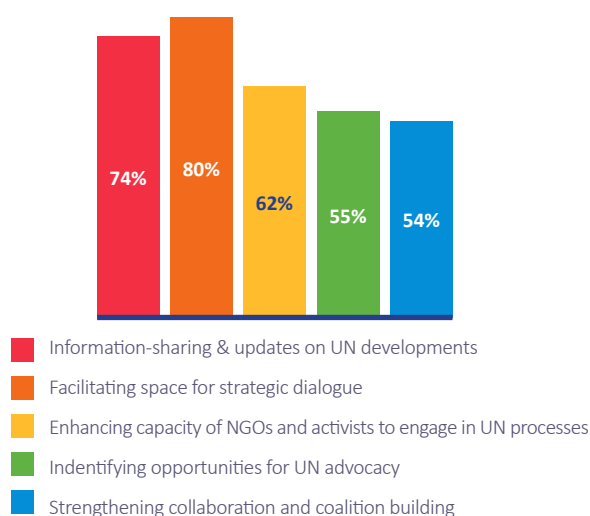 74%
80%
62%
55%
54%
Information-sharing & updates on UN developments
Facilitating space for strategic dialogue
Enhancing capacity of NGOs and activists to engage in UN processes
Indentifying opportunities for UN advocacy
Strengthening collaboration and coalition building